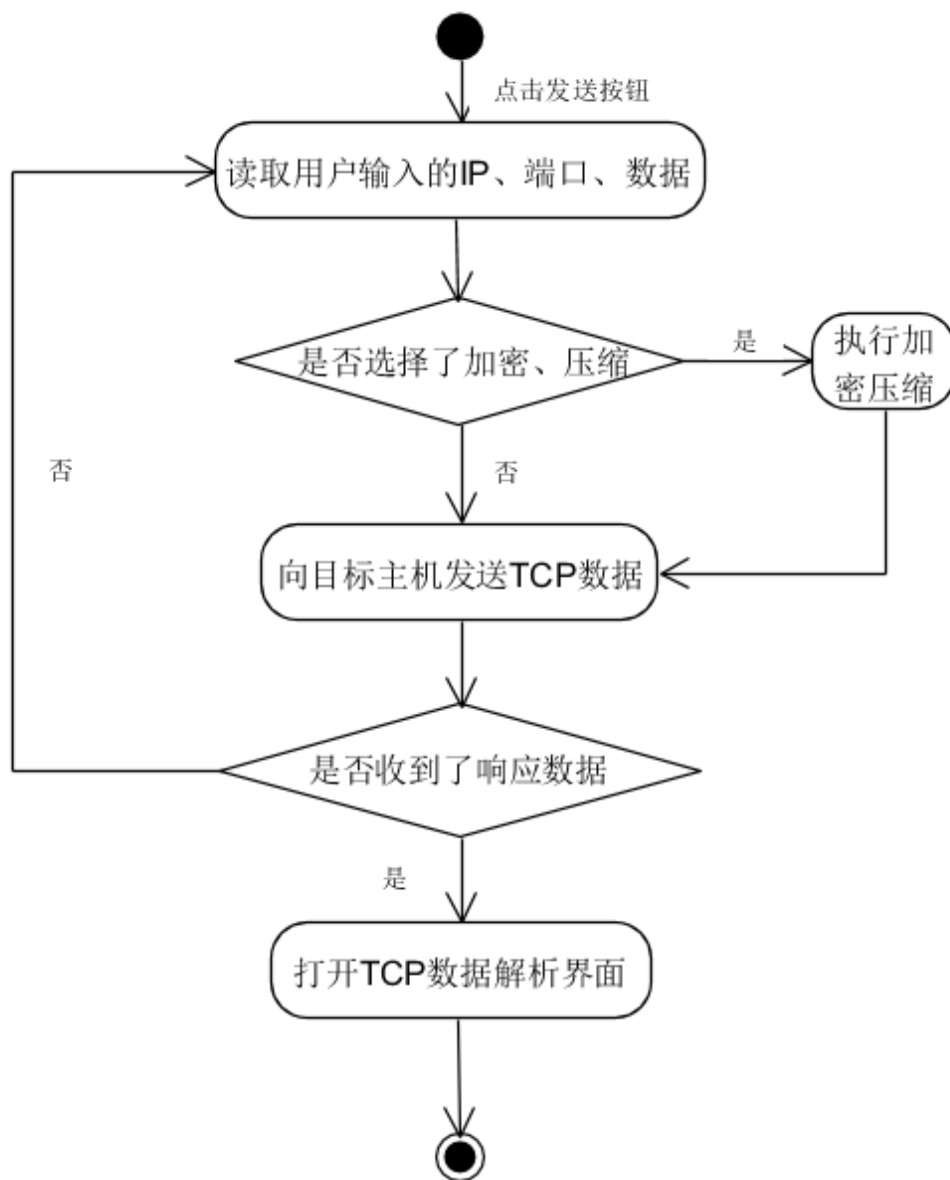 点击发送按钮
读取用户输入的IP、端口、数据
是否选择了加密、压缩
是
执行加
密压缩
否
否
向目标主机发送TCP数据
是否收到了响应数据
是
打开TCP数据解析界面